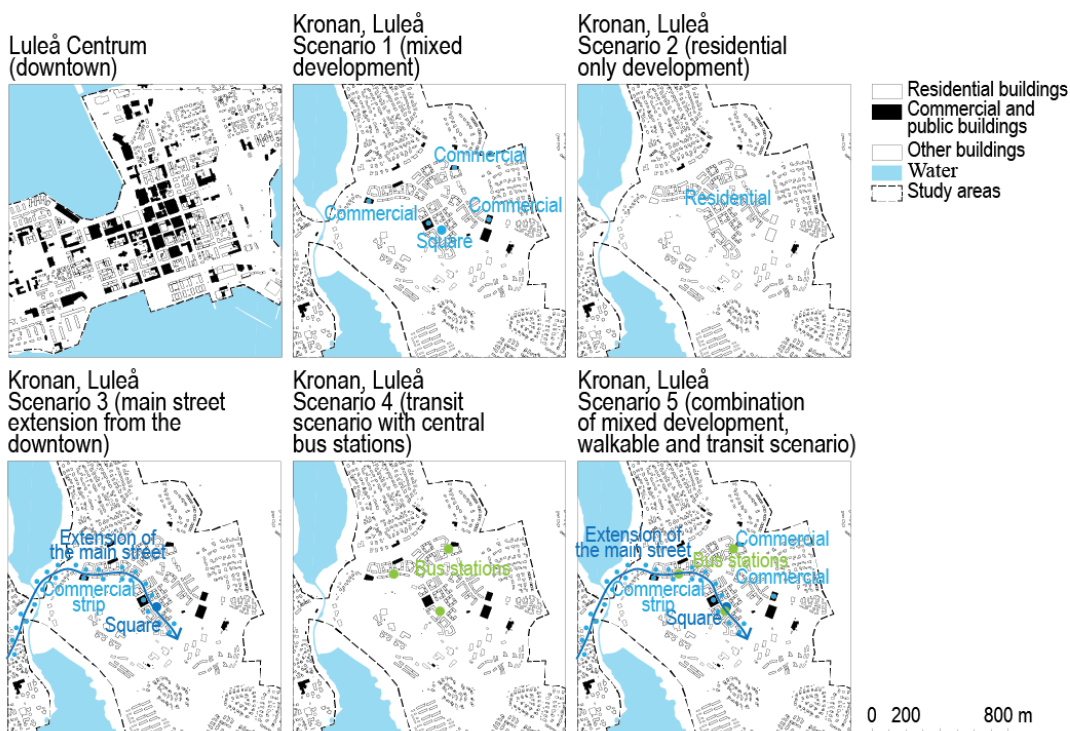 Luleå Centrum
(downtown)
Kronan, Luleå
Scenario 1 (mixed
development)
Commercial
Commercial
Commercial
Square
Kronan, Luleå
Scenario 2 (residential
only development)
Residential
Residential buildings
Commercial and
public buildings
Other buildings
Water
Study areas
Kronan, Luleå
Scenario 3 (main street
extension from the
downtown)
Extension of
the main street
Commercial
strip
Square
Kronan, Luleå
Scenario 4 (transit
scenario with central
bus stations)
Bus stations
Kronan, Luleå
Scenario 5 (combination
of mixed development,
walkable and transit scenario)
Extension of
the main street
Commercial
Bus stations
Commercial
Commercial
strip
Square
0 200 800 m